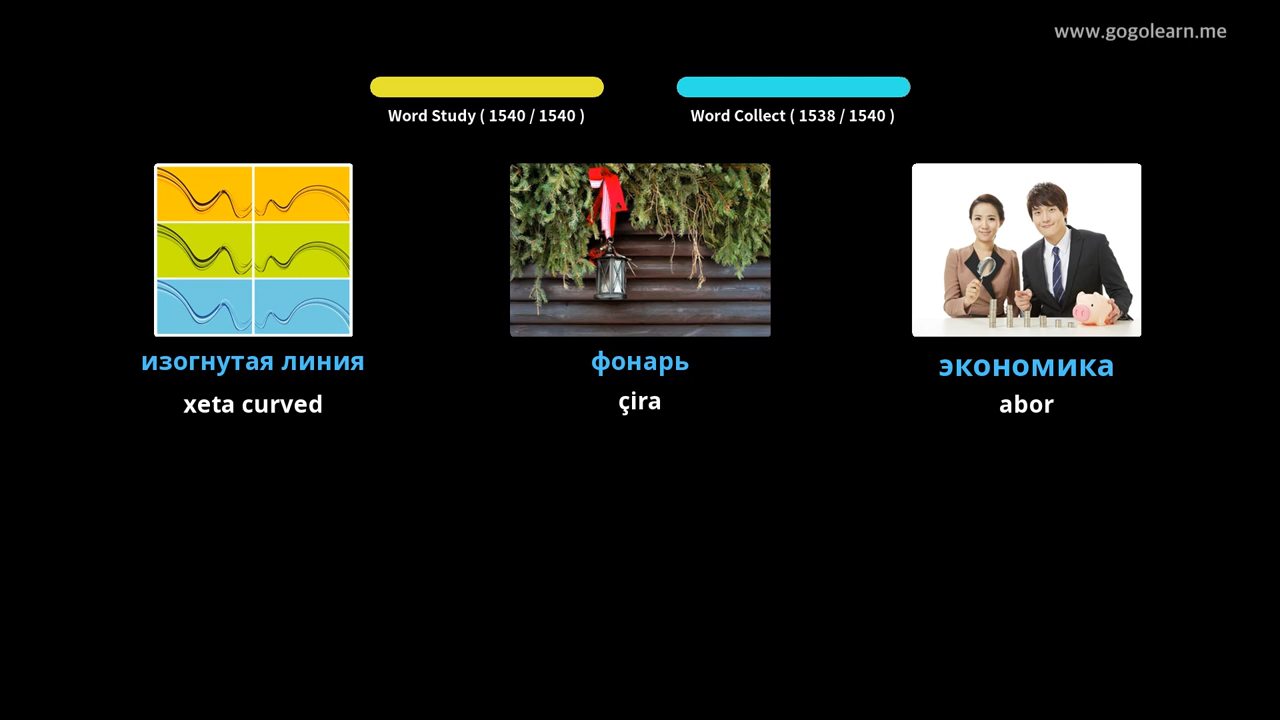 www.gogolearn.me
Word Study ( 1540 / 1540 )
Word Collect ( 1538 / 1540 )
изогнутая линия
xeta curved
фонарь
çira
экономика
abor